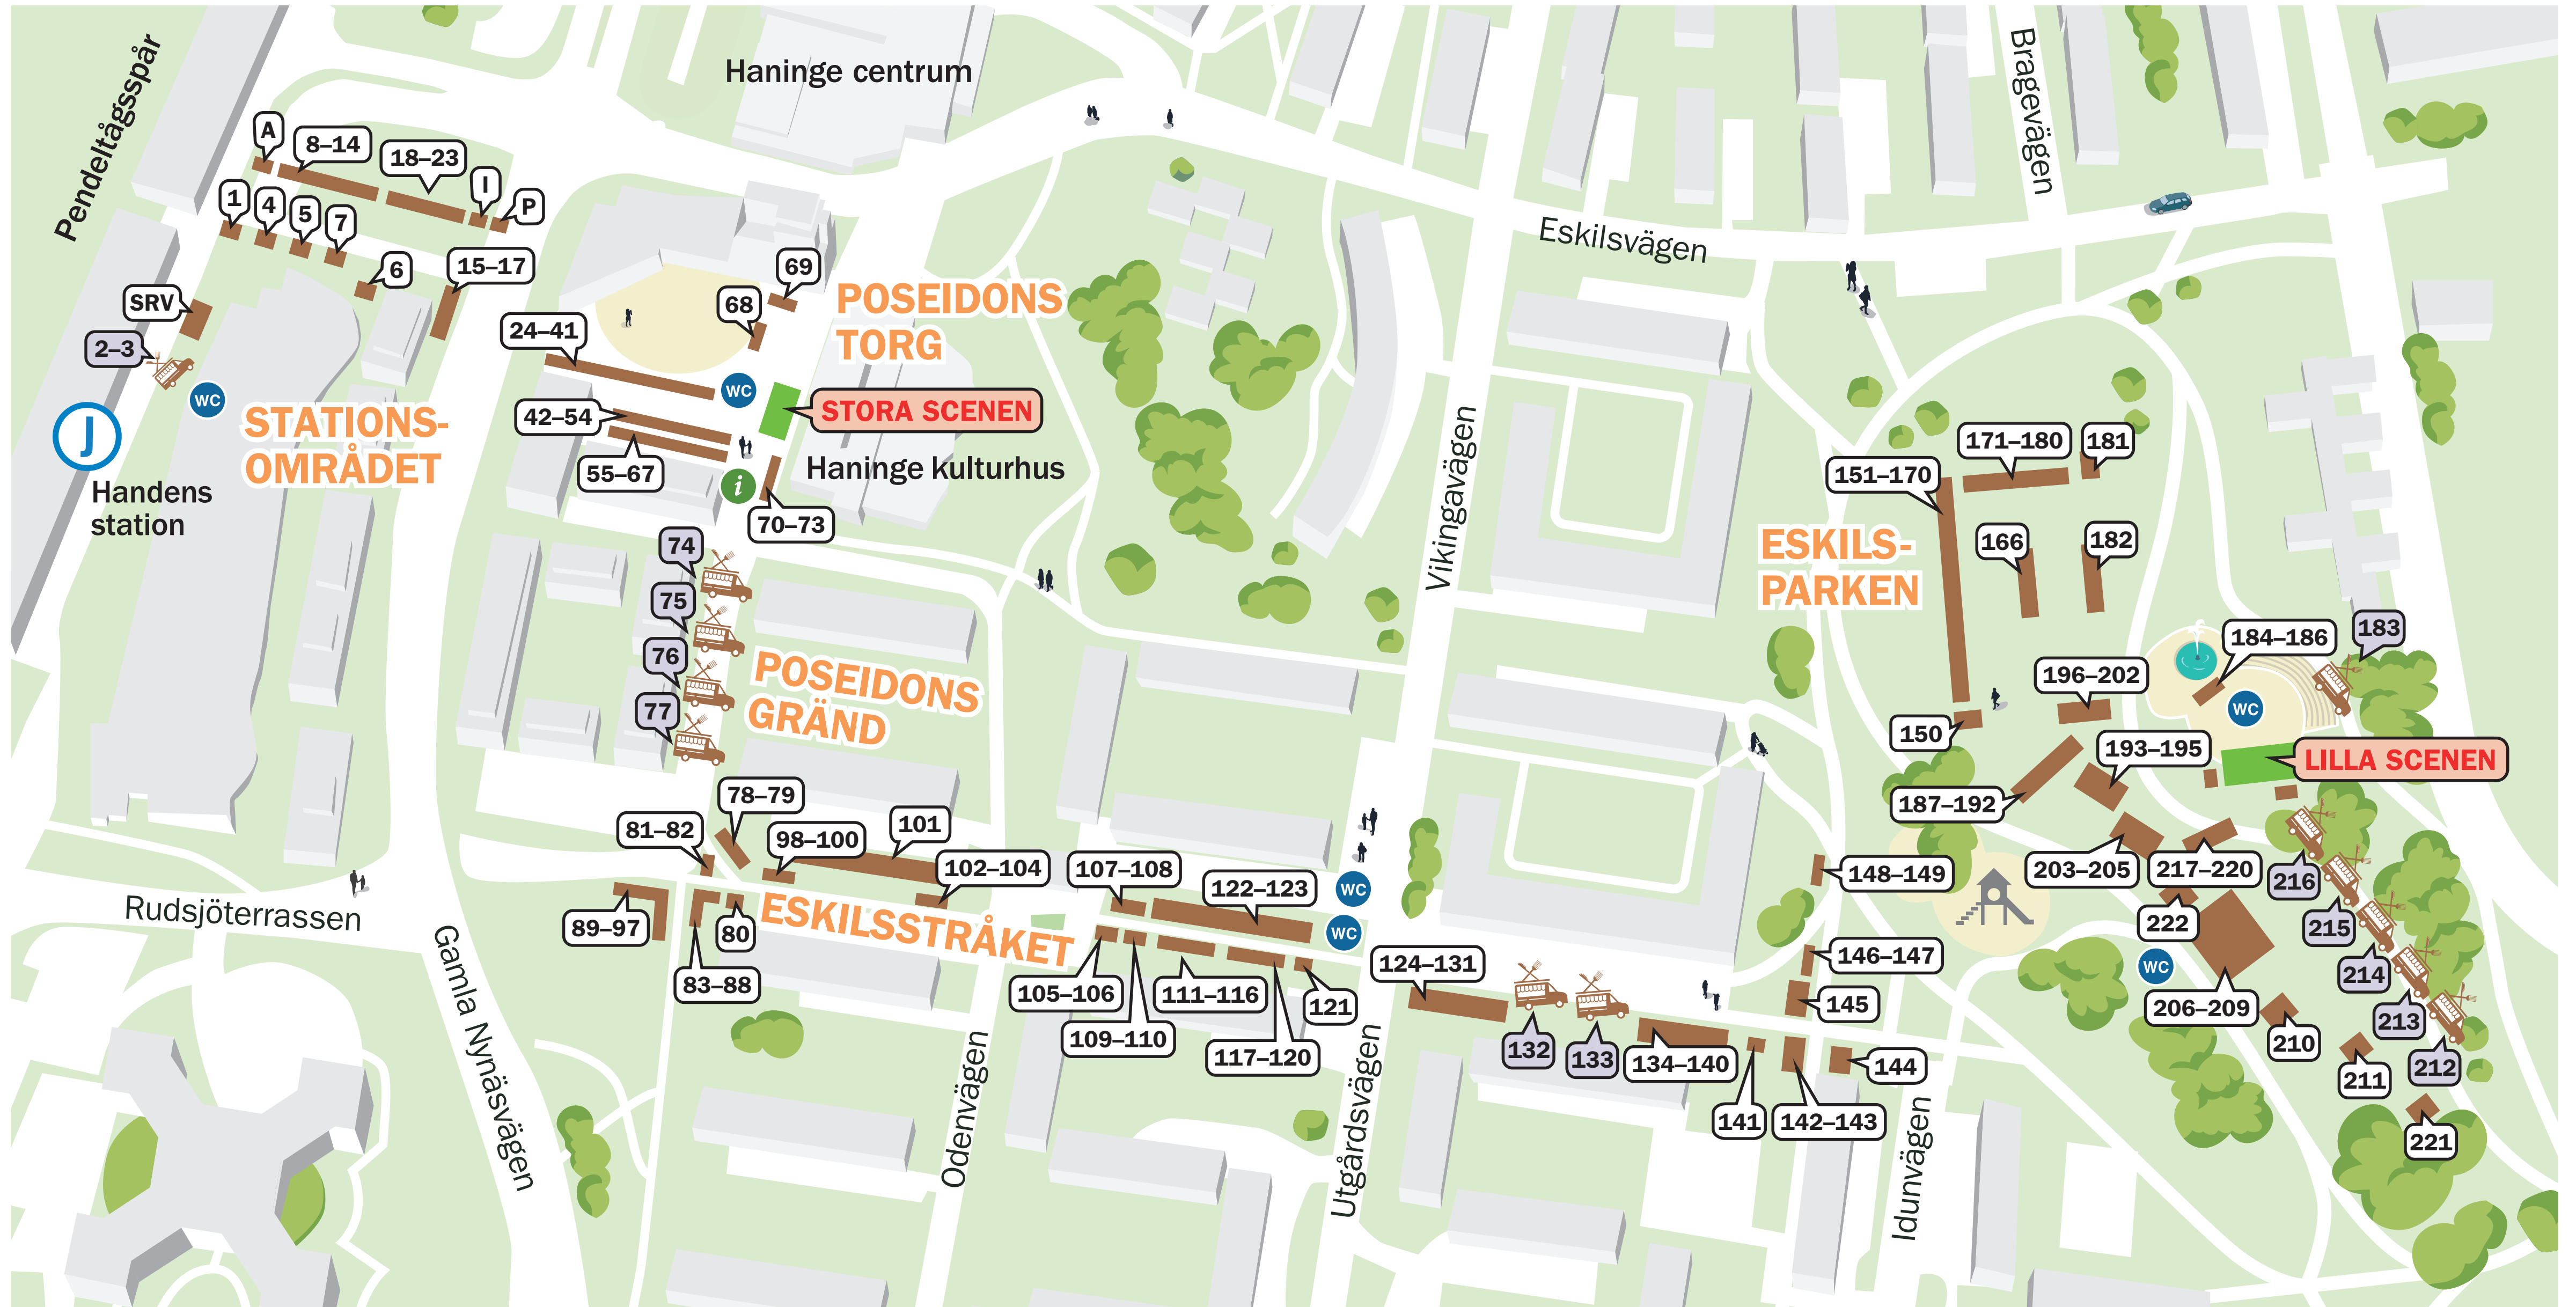 Pendeltågsspår
Haninge centrum
Bragevägen
A
8–14
18–23
I
P
1
4
5
7
6
15–17
SRV
2–3
WC
J
Handens
station
STATIONS-
OMRÅDET
69
68
POSEIDONS
TORG
24–41
WC
42–54
STORA SCENEN
55–67
i
Haninge kulturhus
70–73
Eskilsvägen
Vikingavägen
74
75
76
77
POSEIDONS
GRÄND
ESKILS-
PARKEN
151–170
171–180
181
166
182
183
184–186
196–202
WC
150
193–195
LILLA SCENEN
187–192
78–79
81–82
98–100
101
102–104
107–108
122–123
WC
WC
89–97
80
83–88
ESKILSSTRÅKET
105–106
109–110
111–116
117–120
121
124–131
132
133
134–140
141
142–143
144
145
146–147
148–149
203–205
217–220
216
222
215
WC
214
206–209
213
210
212
211
221
Rudsjöterrassen
Gamla Nynäsvägen
Odenvägen
Utgårdsvägen
Idunvägen